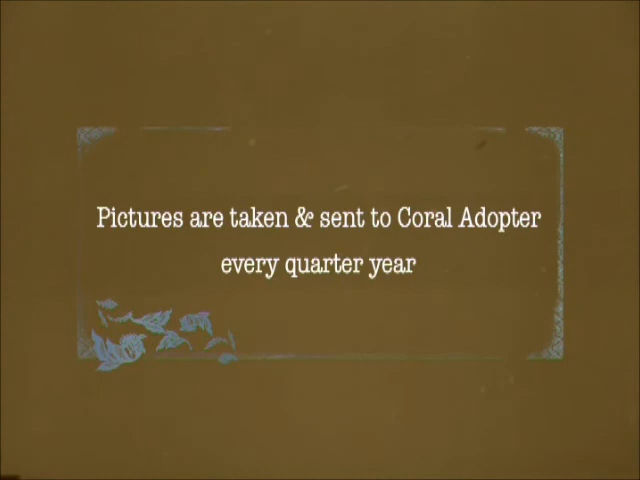 Pictures are taken & sent to Coral Adopter
every quarter year